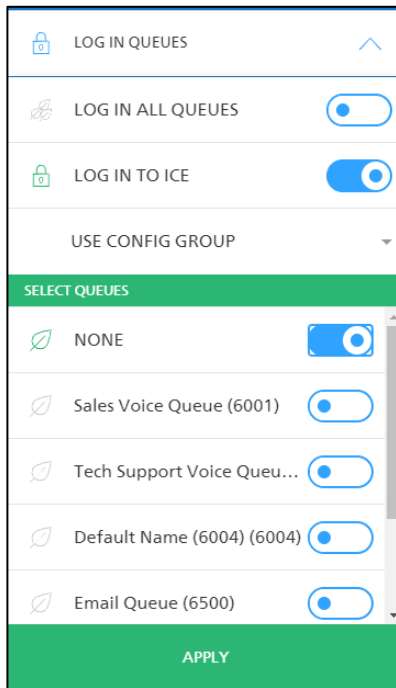 LOG IN QUEUES
LOG IN ALL QUEUES
LOG IN TO ICE
USE CONFIG GROUP
SELECT QUEUES
NONE
Sales Voice Queue (6001)
Tech Support Voice Queu...
Default Name (6004) (6004)
Email Queue (6500)
APPLY